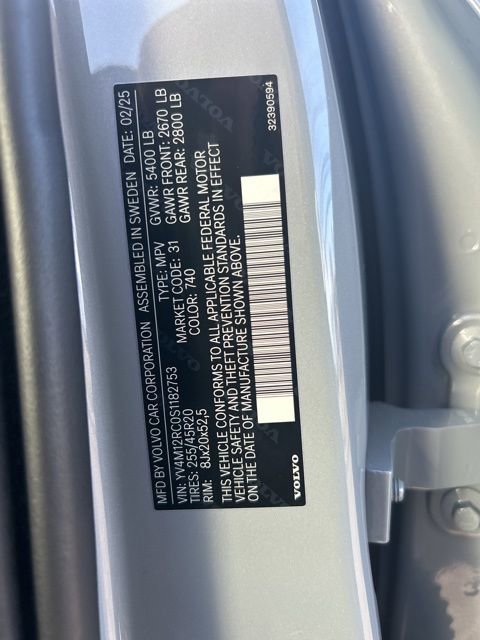 MFD BY VOLVO CAR CORPORATION ASSEMBLED IN SWEDEN DATE: 02/25
VIN: YV4M12RC0S1182753 TYPE: MPV GVWR: 5400 LB
TIRES: 255/45R20 MARKET CODE: 31 GAWR FRONT: 2670 LB
RIM: 8Jx20x52,5 COLOR: 740 GAWR REAR: 2800 LB
THIS VEHICLE CONFORMS TO ALL APPLICABLE FEDERAL MOTOR
VEHICLE SAFETY AND THEFT PREVENTION STANDARDS IN EFFECT
ON THE DATE OF MANUFACTURE SHOWN ABOVE.
VOLVO 32390594